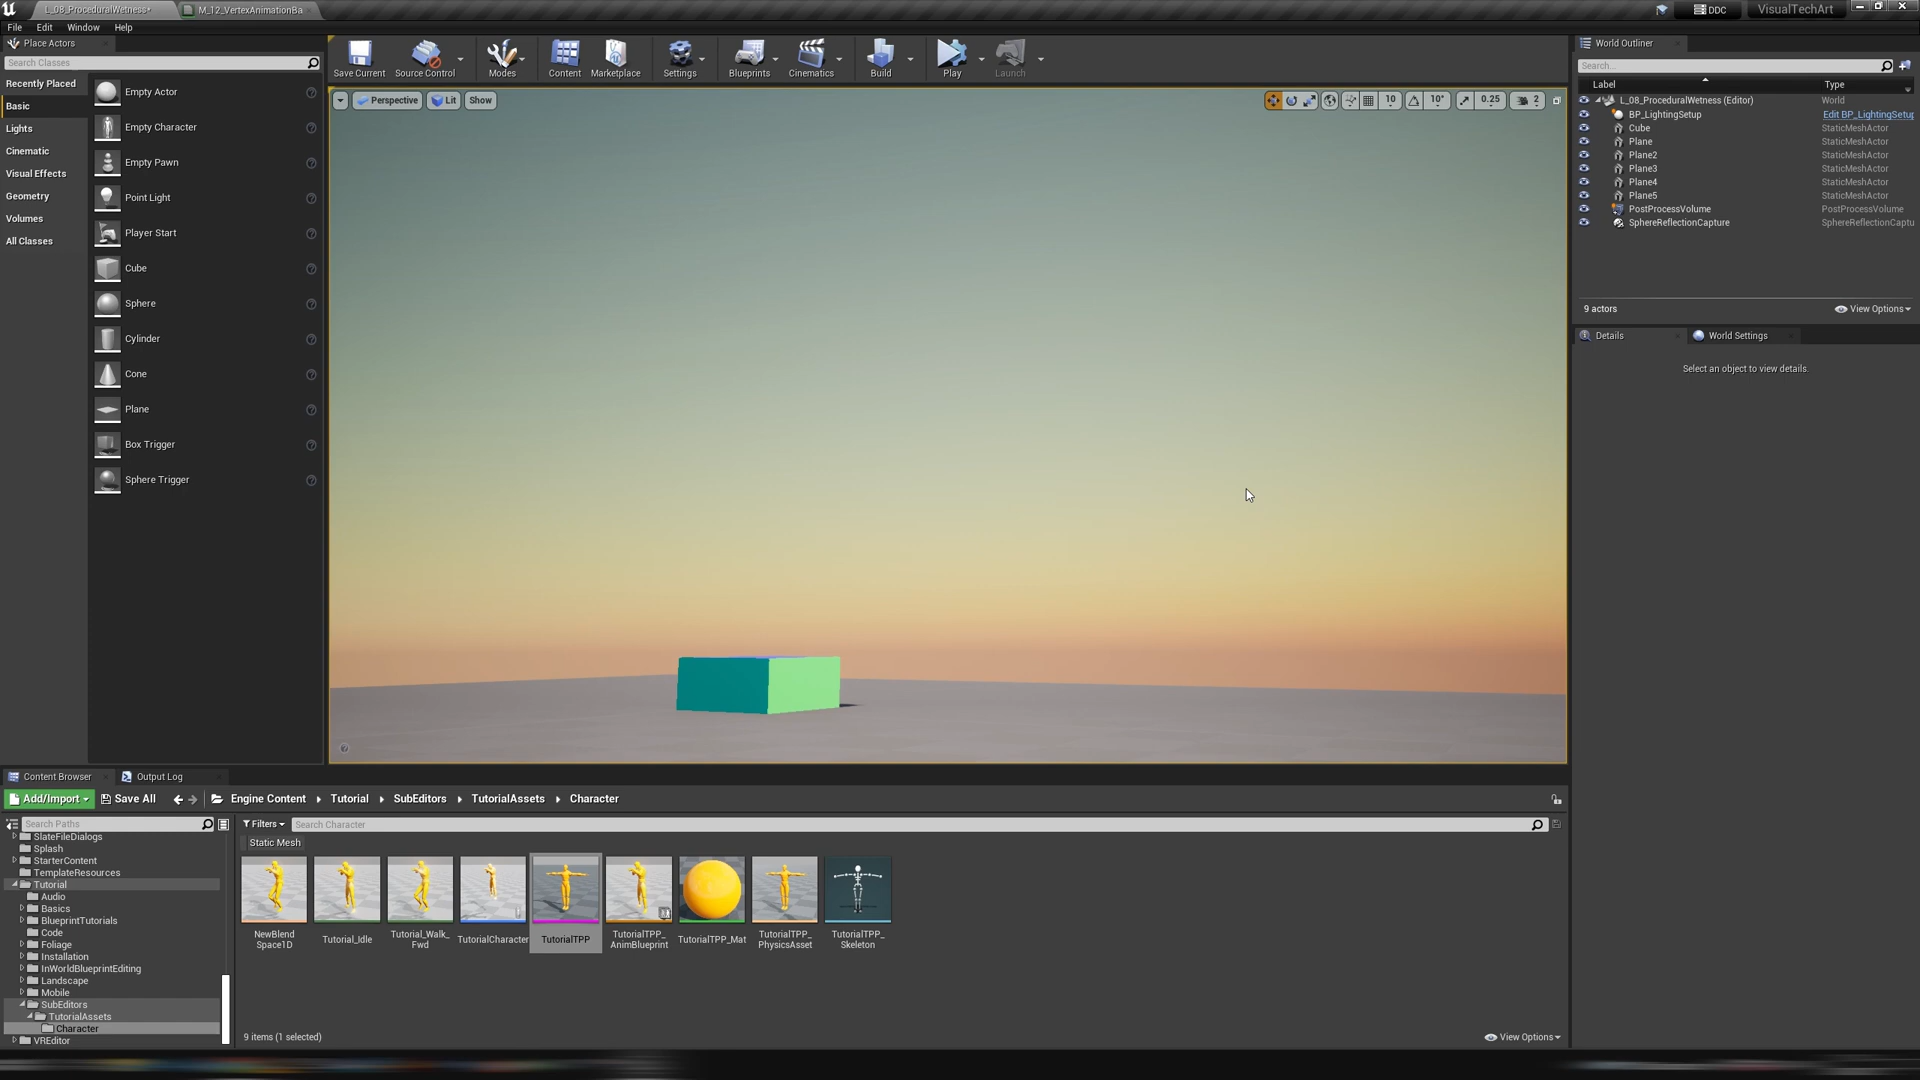 L_08_ProceduralWetness*
M_12_VertexAnimationBa
DDC
VisualTechArt
File
Edit
Window
Help
Place Actors
Search Classes
Recently Placed
Basic
Lights
Cinematic
Visual Effects
Geometry
Volumes
All Classes
Empty Actor
Empty Character
Empty Pawn
Point Light
Player Start
Cube
Sphere
Cylinder
Cone
Plane
Box Trigger
Sphere Trigger
Save Current
Source Control
Modes
Content
Marketplace
Settings
Blueprints
Cinematics
Build
Play
Launch
Perspective
Lit
Show
10
10°
0.25
2
World Outliner
Search...
Label
Type
L_08_ProceduralWetness (Editor)
World
BP_LightingSetup
Edit BP_LightingSetup
Cube
StaticMeshActor
Plane
StaticMeshActor
Plane2
StaticMeshActor
Plane3
StaticMeshActor
Plane4
StaticMeshActor
Plane5
StaticMeshActor
PostProcessVolume
PostProcessVolume
SphereReflectionCapture
SphereReflectionCaptu
9 actors
View Options
Details
World Settings
Select an object to view details.
Content Browser
Output Log
Add/Import
Save All
Engine Content
Tutorial
SubEditors
TutorialAssets
Character
Search Paths
SlateFileDialogs
Splash
StarterContent
TemplateResources
Tutorial
Audio
Basics
BlueprintTutorials
Code
Foliage
Installation
InWorldBlueprintEditing
Landscape
Mobile
SubEditors
TutorialAssets
Character
VREditor
Filters
Search Character
Static Mesh
NewBlend
Space1D
Tutorial_Idle
Tutorial_Walk_
Fwd
TutorialCharacter
TutorialTPP
TutorialTPP_
AnimBlueprint
TutorialTPP_Mat
TutorialTPP_
PhysicsAsset
TutorialTPP_
Skeleton
9 items (1 selected)
View Options